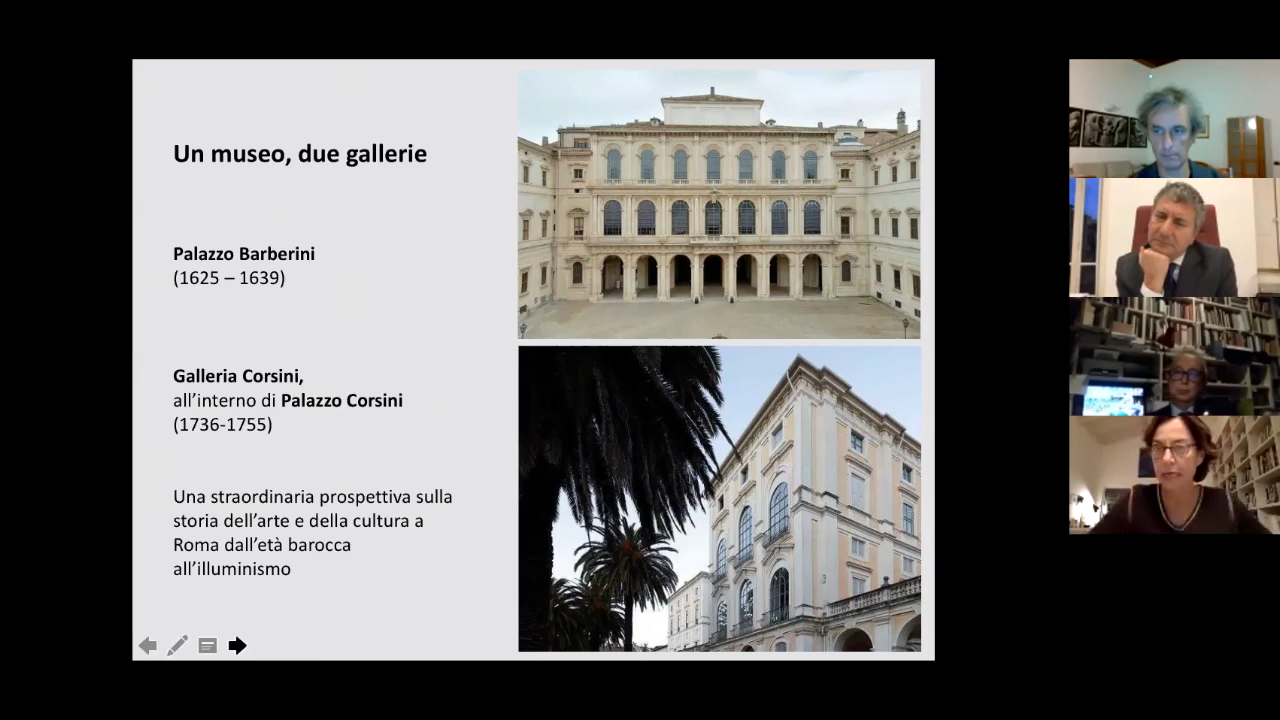 Un museo, due gallerie
Palazzo Barberini
(1625 – 1639)
Galleria Corsini,
all'interno di Palazzo Corsini
(1736-1755)
Una straordinaria prospettiva sulla
storia dell'arte e della cultura a
Roma dall'età barocca
all'illuminismo